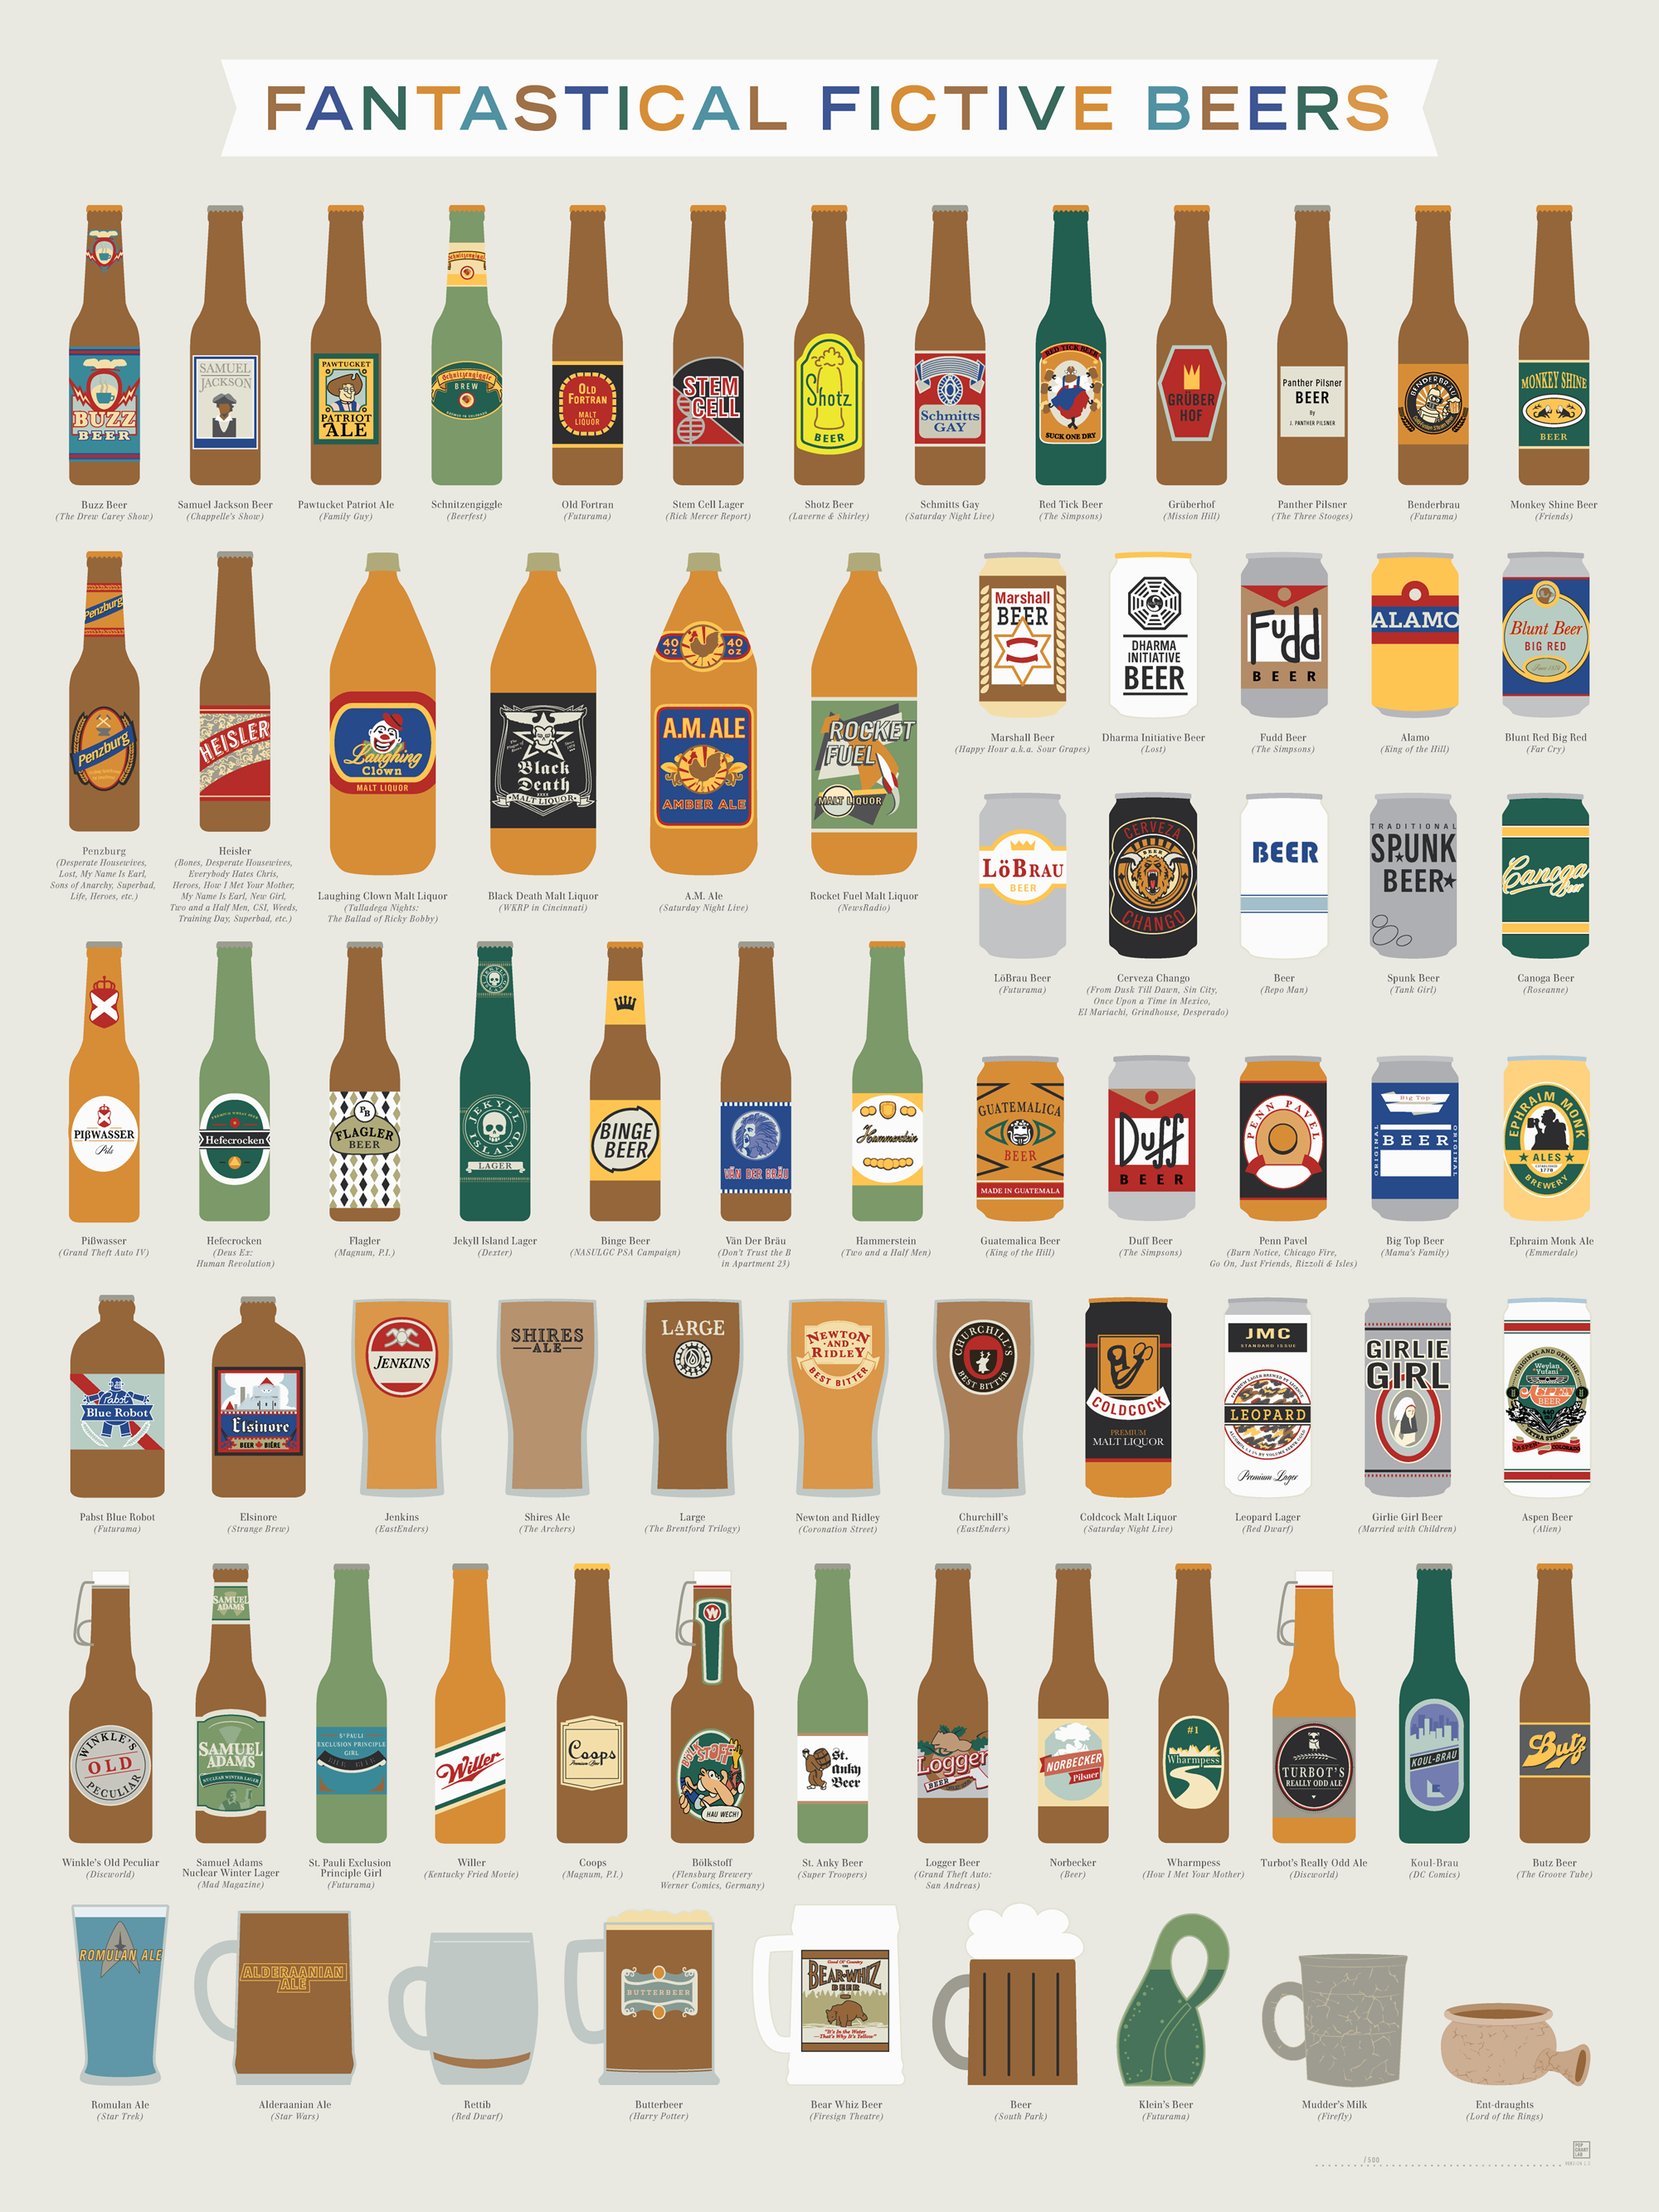 FANTASTICAL FICTIVE BEERS
BUZZ
BEER
SAMUEL
JACKSON
PAWTUCKET
PATRIOT
ALE
Schnitzengiggle
BREW
OLD
FORTRAN
MALT
LIQUOR
STEM
CELL
Shotz
BEER
Schmitts
GAY
RED TICK BEER
SUCK ONE DRY
GRÜBER
HOF
Panther Pilsner
BEER
By
J. PANTHER PILSNER
BENDERBRAU
MONKEY SHINE
BEER
Buzz Beer
(The Drew Carey Show)
Samuel Jackson Beer
(Chappelle's Show)
Pawtucket Patriot Ale
(Family Guy)
Schnitzengiggle
(Beerfest)
Old Fortran
(Futurama)
Stem Cell Lager
(Rick Mercer Report)
Shotz Beer
(Laverne & Shirley)
Schmitts Gay
(Saturday Night Live)
Red Tick Beer
(The Simpsons)
Grüberhof
(Mission Hill)
Panther Pilsner
(The Three Stooges)
Benderbrau
(Futurama)
Monkey Shine Beer
(Friends)
Penzburg
Penzburg
HEISLER
Laughing
Clown
MALT LIQUOR
Black
Death
MALT LIQUOR
40
OZ
40
OZ
A.M. ALE
AMBER ALE
ROCKET
FUEL
MALT LIQUOR
Marshall
BEER
DHARMA
INITIATIVE
BEER
Fudd
BEER
ALAMO
Blunt Beer
BIG RED
Marshall Beer
(Happy Hour a.k.a. Sour Grapes)
Dharma Initiative Beer
(Lost)
Fudd Beer
(The Simpsons)
Alamo
(King of the Hill)
Blunt Red Big Red
(Far Cry)
Penzburg
(Desperate Housewives,
Lost, My Name Is Earl,
Sons of Anarchy, Superbad,
Life, Heroes, etc.)
Heisler
(Bones, Desperate Housewives,
Everybody Hates Chris,
Heroes, How I Met Your Mother,
My Name Is Earl, New Girl,
Two and a Half Men, CSI, Weeds,
Training Day, Superbad, etc.)
Laughing Clown Malt Liquor
(Talladega Nights:
The Ballad of Ricky Bobby)
Black Death Malt Liquor
(WKRP in Cincinnati)
A.M. Ale
(Saturday Night Live)
Rocket Fuel Malt Liquor
(NewsRadio)
LÖBRAU
BEER
CERVEZA
CHANGO
BEER
TRADITIONAL
SPUNK
BEER
Canoga
Beer
LöBrau Beer
(Futurama)
Cerveza Chango
(From Dusk Till Dawn, Sin City,
Once Upon a Time in Mexico,
El Mariachi, Grindhouse, Desperado)
Beer
(Repo Man)
Spunk Beer
(Tank Girl)
Canoga Beer
(Roseanne)
PIßWASSER
Pils
Hefecrocken
FB
FLAGLER
BEER
JEKYLL
ISLAND
LAGER
BINGE
BEER
VÄN DER BRÄU
Hammerstein
GUATEMALICA
BEER
MADE IN GUATEMALA
Duff
BEER
PENN PAVEL
Big Top
ORIGINAL
BEER
ORIGINAL
EPHRAIM MONK
ALES
ESTABLISHED
1770
BREWERY
Pißwasser
(Grand Theft Auto IV)
Hefecrocken
(Deus Ex:
Human Revolution)
Flagler
(Magnum, P.I.)
Jekyll Island Lager
(Dexter)
Binge Beer
(NASULGC PSA Campaign)
Vän Der Bräu
(Don't Trust the B
in Apartment 23)
Hammerstein
(Two and a Half Men)
Guatemalica Beer
(King of the Hill)
Duff Beer
(The Simpsons)
Penn Pavel
(Burn Notice, Chicago Fire,
Go On, Just Friends, Rizzoli & Isles)
Big Top Beer
(Mama's Family)
Ephraim Monk Ale
(Emmerdale)
Pabst
Blue Robot
Elsinore
BEER BIÈRE
JENKINS
SHIRES
ALE
LARGE
NEWTON
AND
RIDLEY
BEST BITTER
CHURCHILL'S
BEST BITTER
COLDCOCK
PREMIUM
MALT LIQUOR
JMC
STANDARD ISSUE
LEOPARD
Premium Lager
GIRLIE
GIRL
ORIGINAL AND GENUINE
Weylan
"Yutani"
Aspen
BEER
EXTRA STRONG
ASPEN COLORADO
Pabst Blue Robot
(Futurama)
Elsinore
(Strange Brew)
Jenkins
(EastEnders)
Shires Ale
(The Archers)
Large
(The Brentford Trilogy)
Newton and Ridley
(Coronation Street)
Churchill's
(EastEnders)
Coldcock Malt Liquor
(Saturday Night Live)
Leopard Lager
(Red Dwarf)
Girlie Girl Beer
(Married with Children)
Aspen Beer
(Alien)
WINKLE'S
OLD
PECULIAR
SAMUEL
ADAMS
SAMUEL
ADAMS
NUCLEAR WINTER LAGER
ST PAULI
EXCLUSION PRINCIPLE
GIRL
Willer
Coops
W
BÖLKSTOFF
HAU WECH!
St.
Anky
Beer
Logger
BEER
NORBECKER
Pilsner
#1
Wharmpess
TURBOT'S
REALLY ODD ALE
KOUL-BRAU
Butz
Winkle's Old Peculiar
(Discworld)
Samuel Adams
Nuclear Winter Lager
(Mad Magazine)
St. Pauli Exclusion
Principle Girl
(Futurama)
Willer
(Kentucky Fried Movie)
Coops
(Magnum, P.I.)
Bölkstoff
(Flensburg Brewery
Werner Comics, Germany)
St. Anky Beer
(Super Troopers)
Logger Beer
(Grand Theft Auto:
San Andreas)
Norbecker
(Beer)
Wharmpess
(How I Met Your Mother)
Turbot's Really Odd Ale
(Discworld)
Koul-Brau
(DC Comics)
Butz Beer
(The Groove Tube)
ROMULAN ALE
ALDERAANIAN
ALE
BUTTERBEER
Good Ol' Country
BEAR-WHIZ
BEER
"It's In the Water
—That's Why It's Yellow"
Romulan Ale
(Star Trek)
Alderaanian Ale
(Star Wars)
Rettib
(Red Dwarf)
Butterbeer
(Harry Potter)
Bear Whiz Beer
(Firesign Theatre)
Beer
(South Park)
Klein's Beer
(Futurama)
Mudder's Milk
(Firefly)
Ent-draughts
(Lord of the Rings)
/500
POP
CHART
LAB